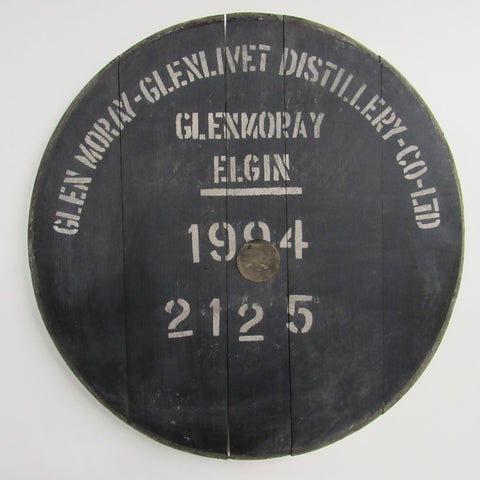 GLEN MORAY-GLENLIVET DISTILLERY-CO-LTD
GLENMORAY
ELGIN
1994
2125